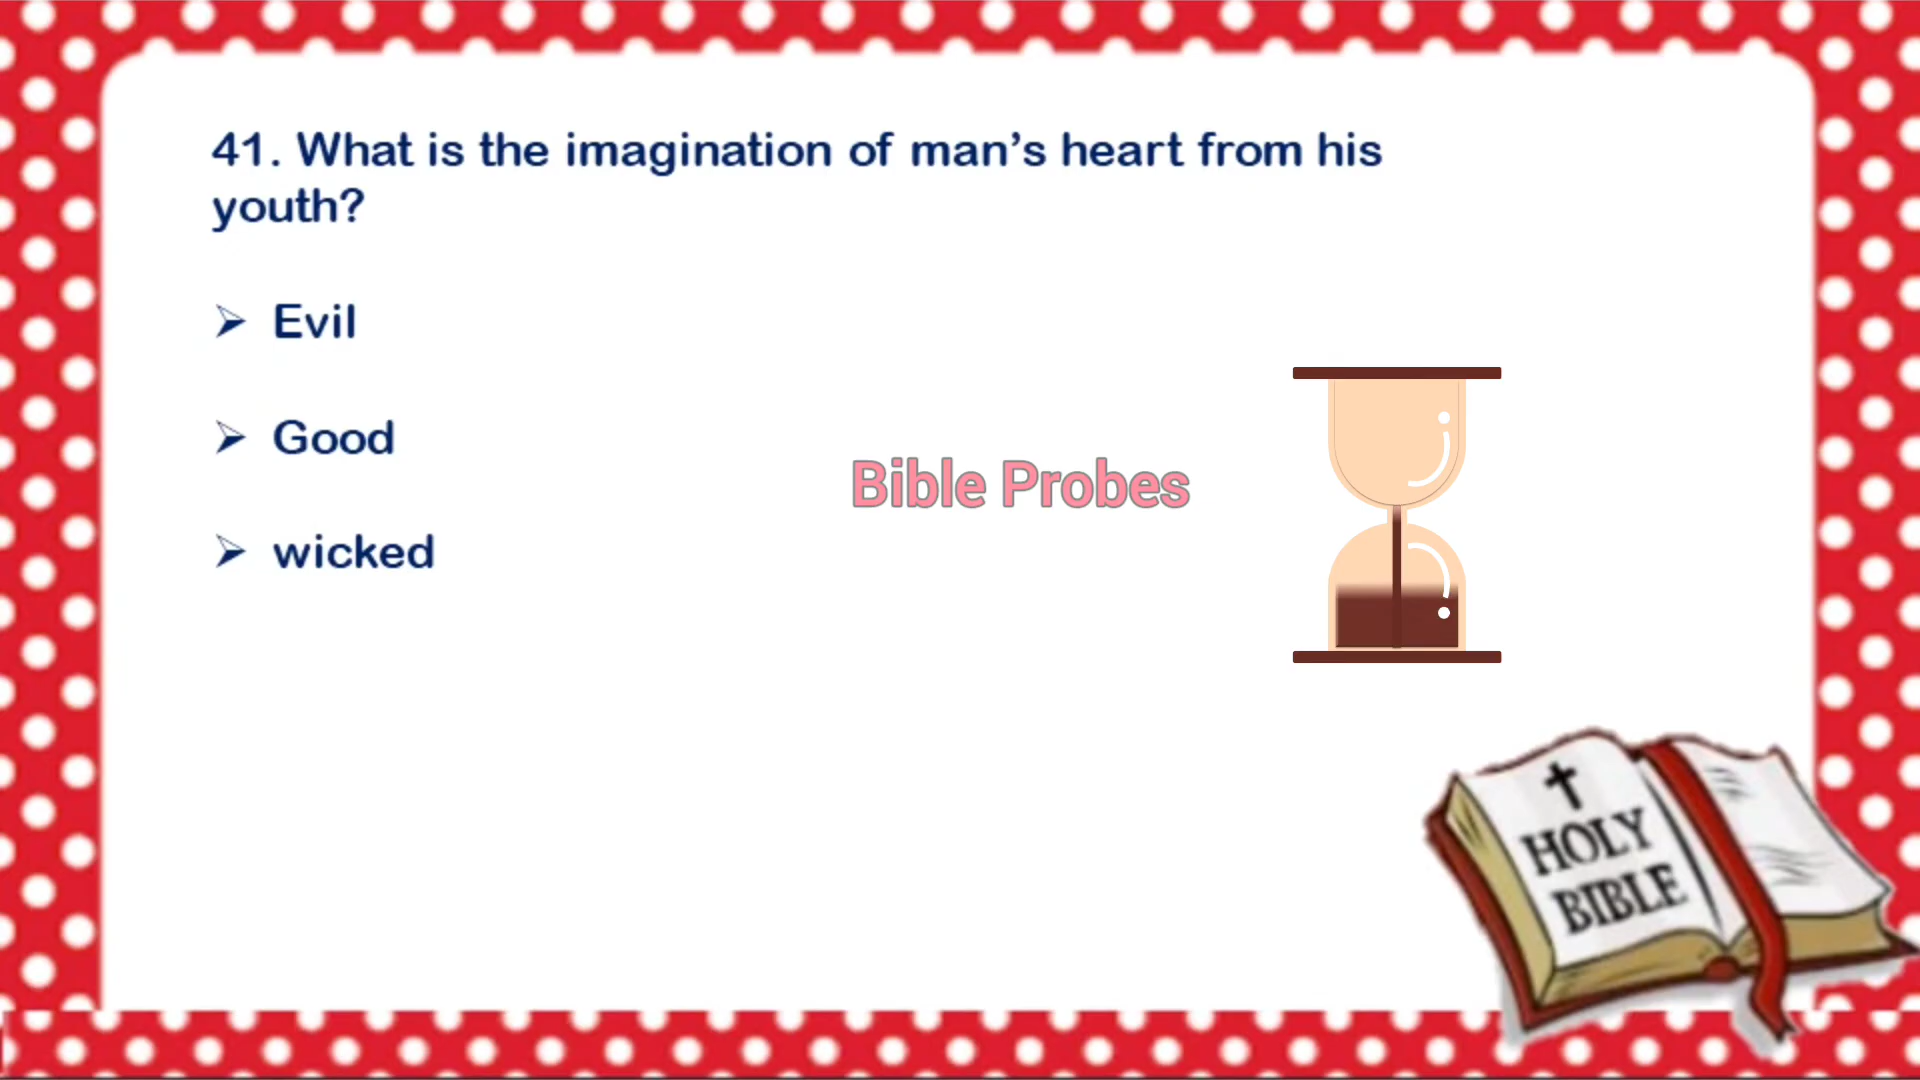 41. What is the imagination of man’s heart from his
youth?
➢ Evil
➢ Good
➢ wicked
Bible Probes
HOLY
BIBLE